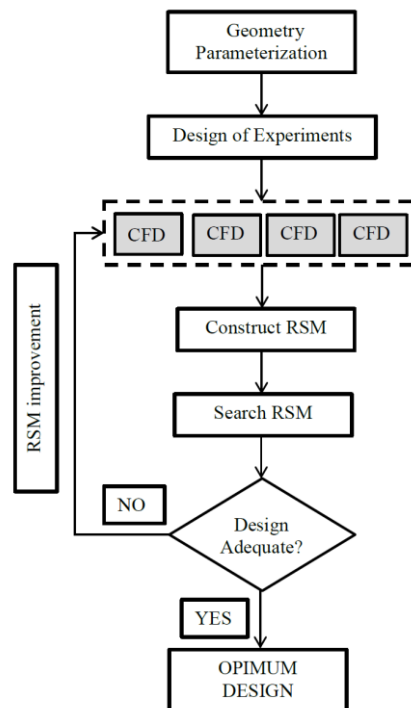 Geometry
Parameterization
Design of Experiments
CFD CFD CFD CFD
Construct RSM
RSM improvement
Search RSM
NO
Design
Adequate?
YES
OPIMUM
DESIGN